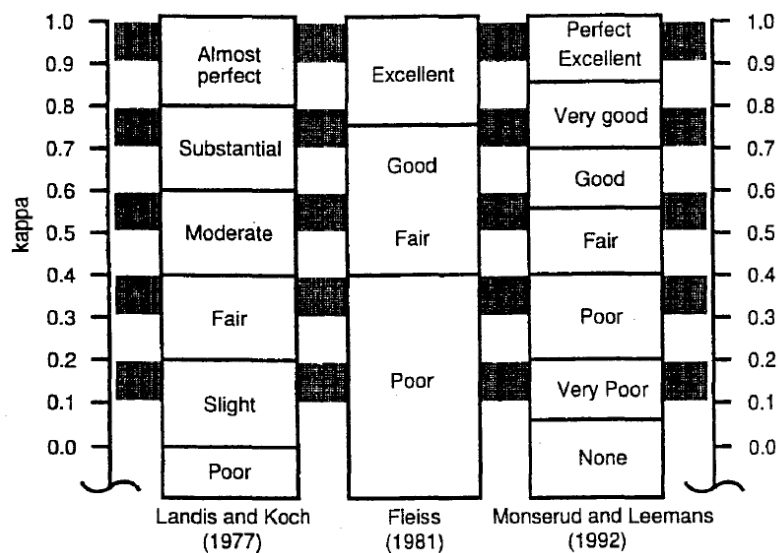 kappa
1.0
0.9
0.8
0.7
0.6
0.5
0.4
0.3
0.2
0.1
0.0
Almost
perfect
Substantial
Moderate
Fair
Slight
Poor
Landis and Koch
(1977)
Excellent
Good
Fair
Poor
Fleiss
(1981)
Perfect
Excellent
Very good
Good
Fair
Poor
Very Poor
None
Monserud and Leemans
(1992)
1.0
0.9
0.8
0.7
0.6
0.5
0.4
0.3
0.2
0.1
0.0